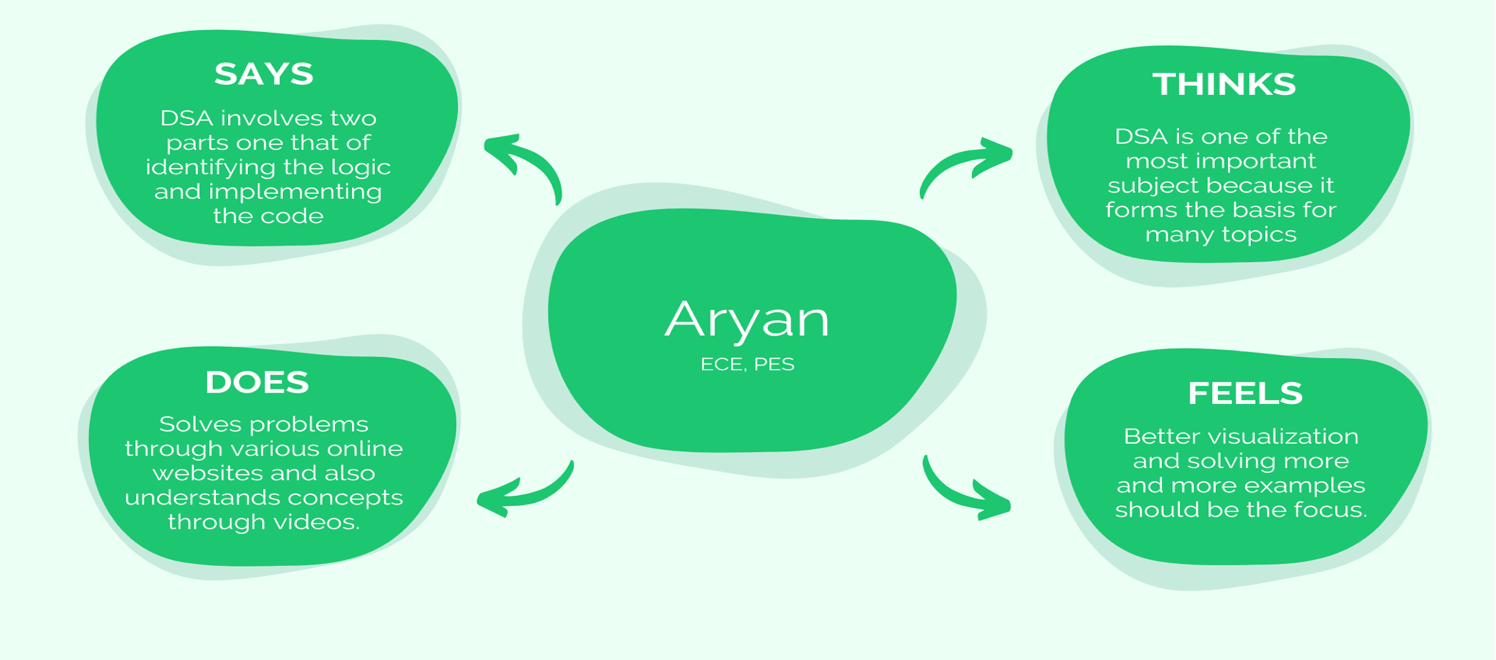 SAYS
DSA involves two
parts one that of
identifying the logic
and implementing
the code
THINKS
DSA is one of the
most important
subject because it
forms the basis for
many topics
Aryan
ECE, PES
DOES
Solves problems
through various online
websites and also
understands concepts
through videos.
FEELS
Better visualization
and solving more
and more examples
should be the focus.